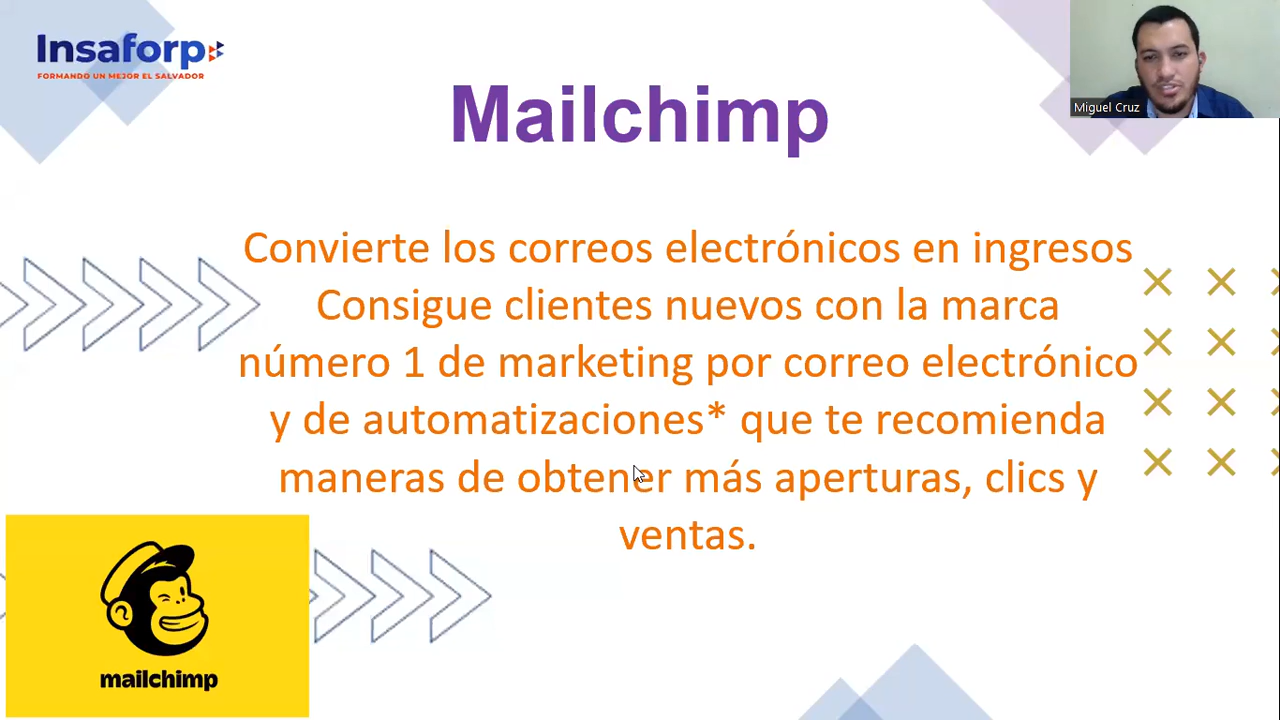 Insaforp
FORMANDO UN MEJOR EL SALVADOR
Miguel Cruz
Mailchimp
Convierte los correos electrónicos en ingresos
Consigue clientes nuevos con la marca
número 1 de marketing por correo electrónico
y de automatizaciones* que te recomienda
maneras de obtener más aperturas, clics y
ventas.
mailchimp